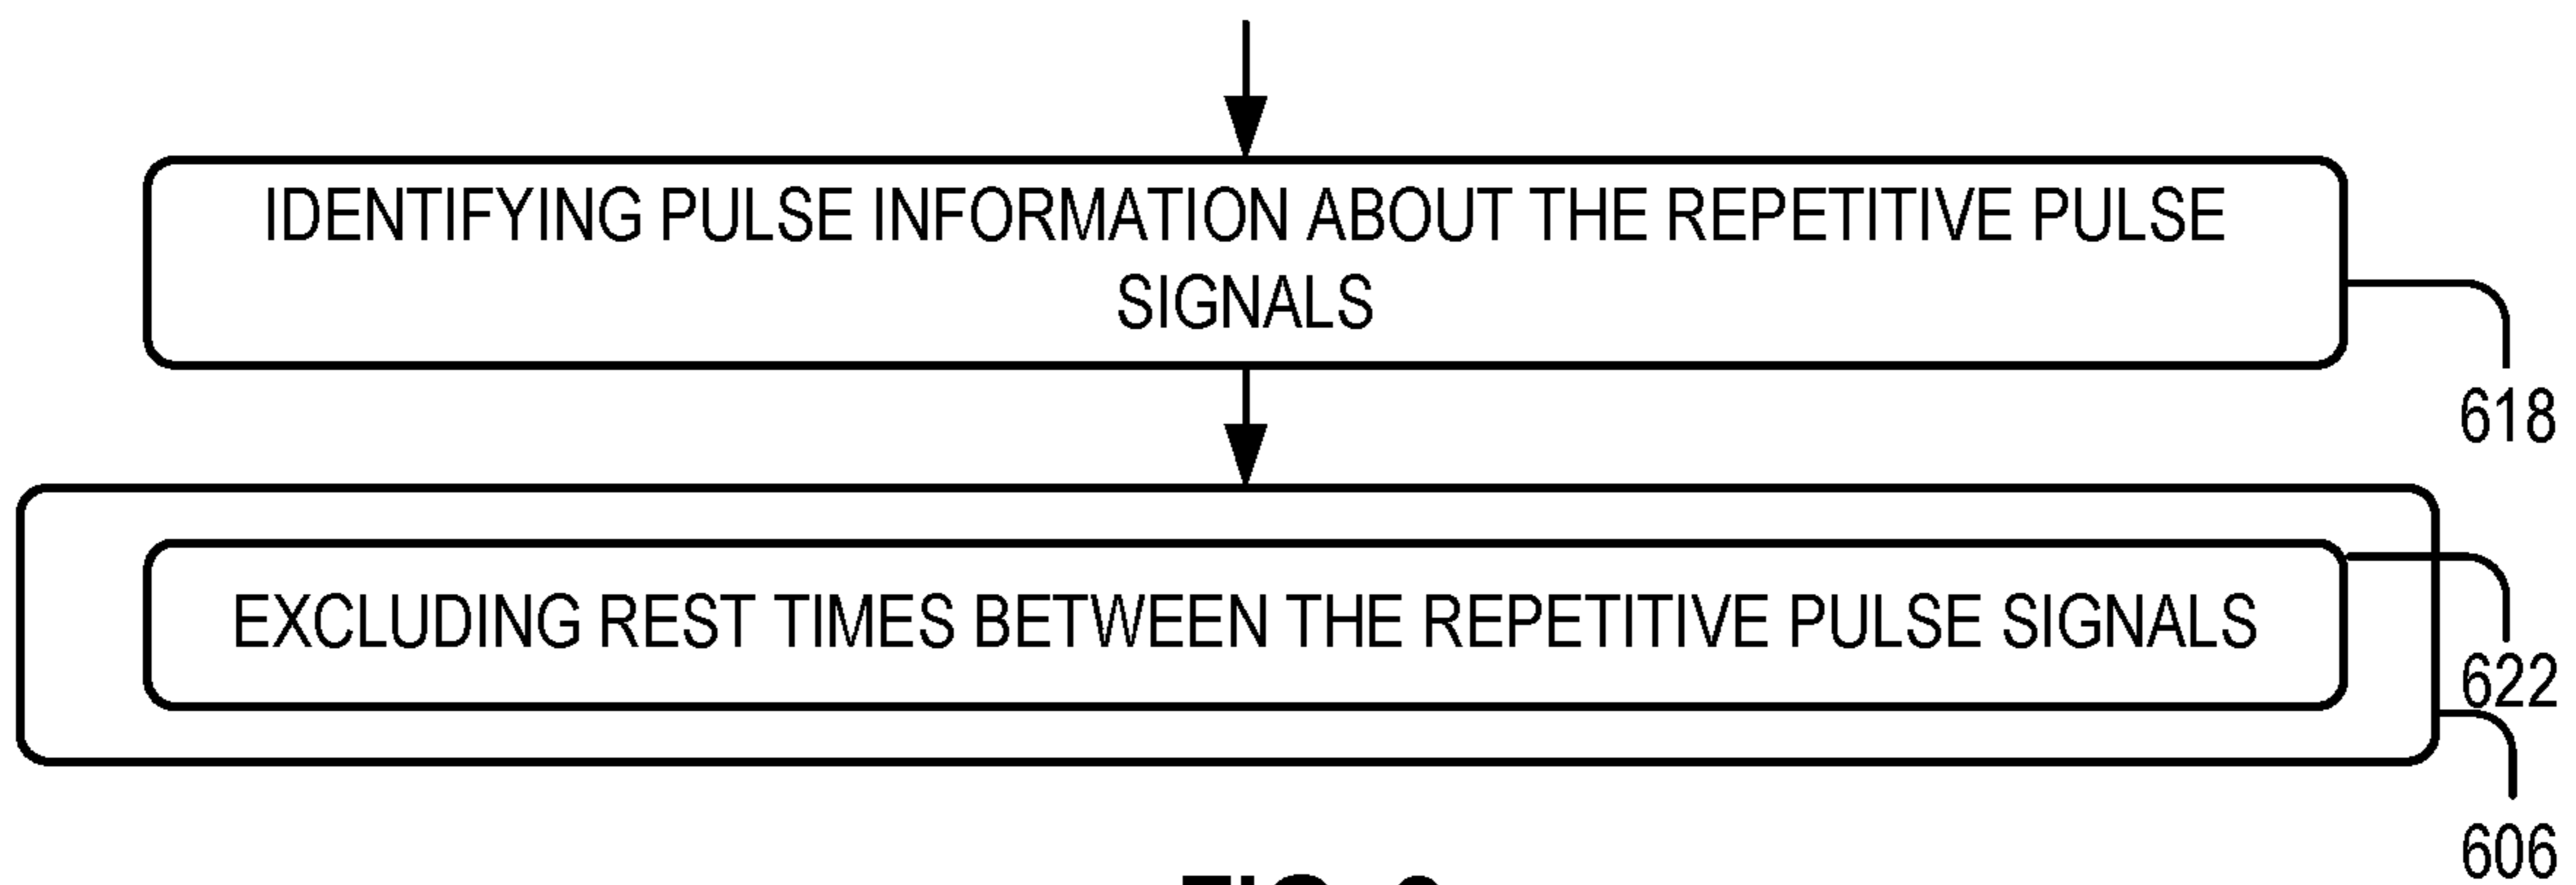 IDENTIFYING PULSE INFORMATION ABOUT THE REPETITIVE PULSE
SIGNALS
618
EXCLUDING REST TIMES BETWEEN THE REPETITIVE PULSE SIGNALS
622
606